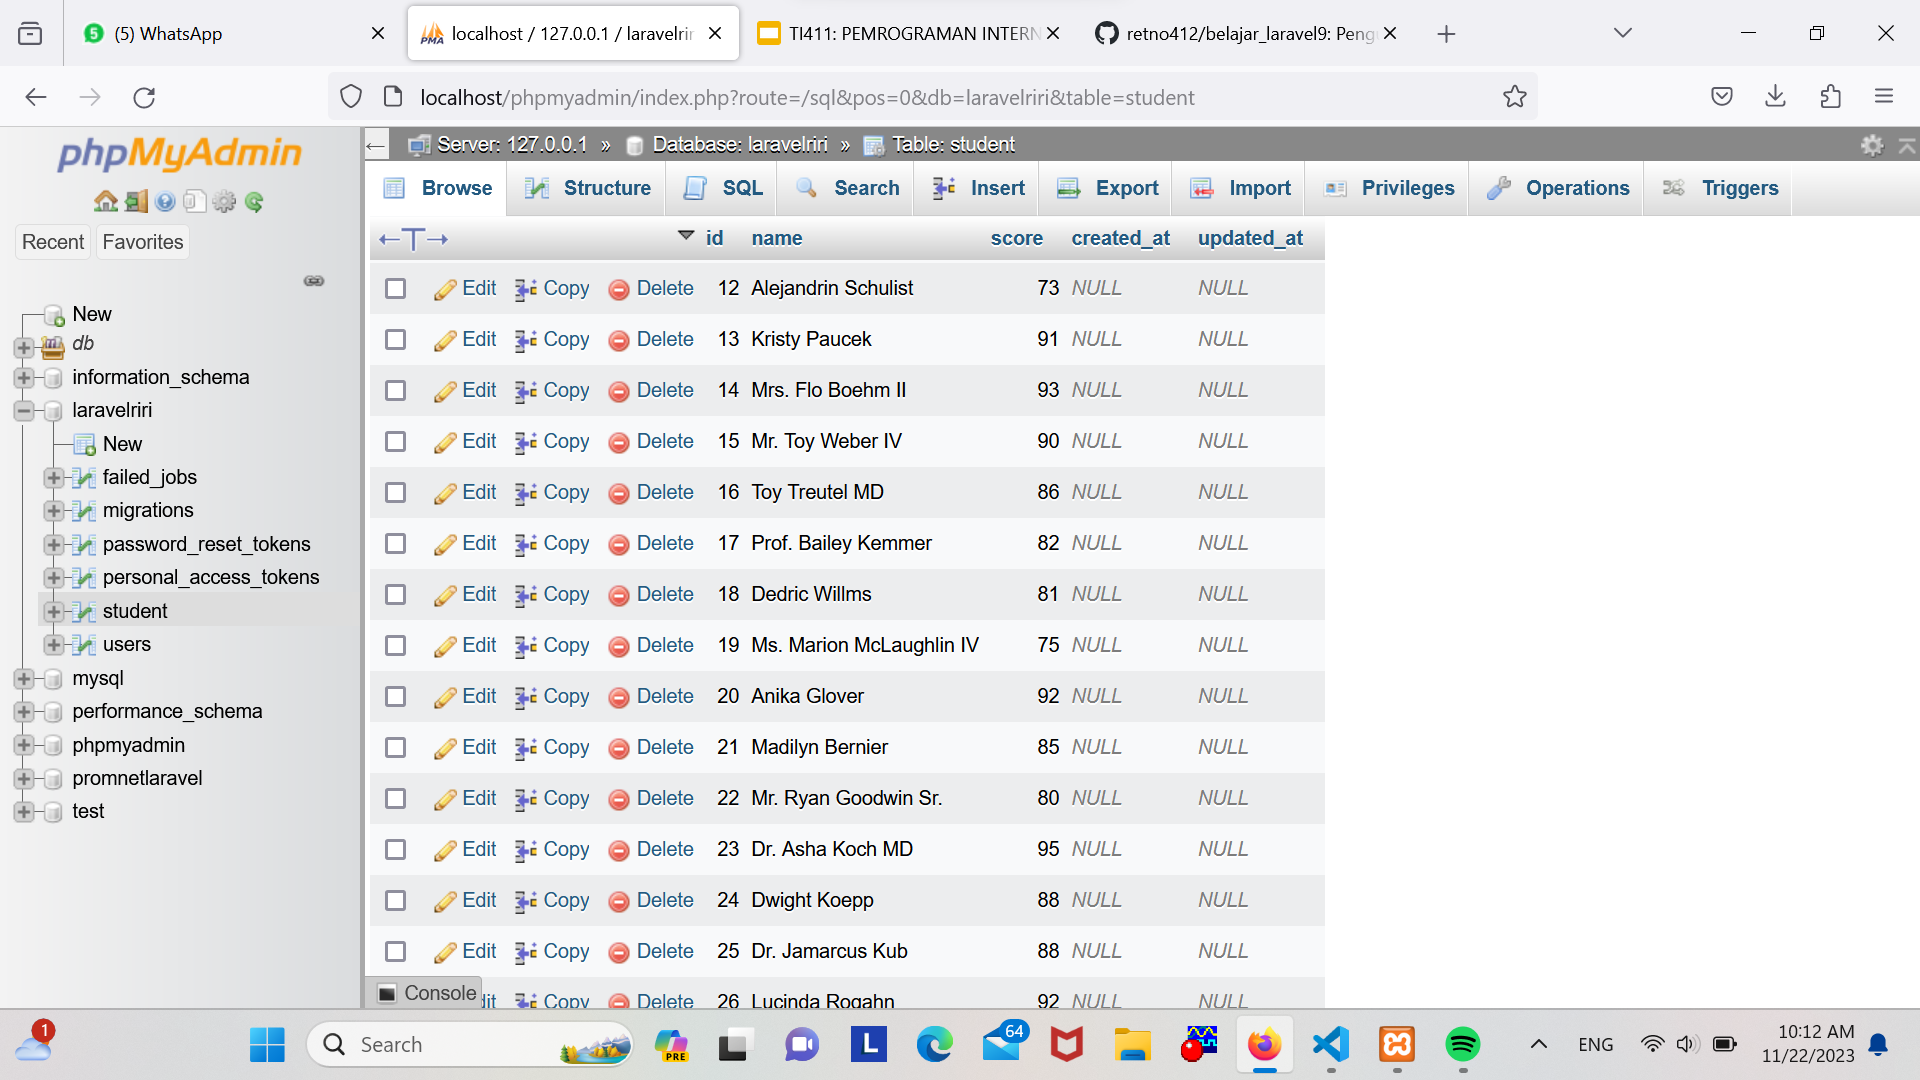 5 (5) WhatsApp
PMA localhost / 127.0.0.1 / laravelrir
TI411: PEMROGRAMAN INTERN
retno412/belajar_laravel9: Peng
localhost/phpmyadmin/index.php?route=/sql&pos=0&db=laravelriri&table=student
phpMyAdmin
Recent Favorites
New
db
information_schema
laravelriri
New
failed_jobs
migrations
password_reset_tokens
personal_access_tokens
student
users
mysql
performance_schema
phpmyadmin
promnetlaravel
test
← Server: 127.0.0.1 » Database: laravelriri » Table: student
Browse Structure SQL Search Insert Export Import Privileges Operations Triggers
←T→ id name score created_at updated_at
Edit Copy Delete 12 Alejandrin Schulist 73 NULL NULL
Edit Copy Delete 13 Kristy Paucek 91 NULL NULL
Edit Copy Delete 14 Mrs. Flo Boehm II 93 NULL NULL
Edit Copy Delete 15 Mr. Toy Weber IV 90 NULL NULL
Edit Copy Delete 16 Toy Treutel MD 86 NULL NULL
Edit Copy Delete 17 Prof. Bailey Kemmer 82 NULL NULL
Edit Copy Delete 18 Dedric Willms 81 NULL NULL
Edit Copy Delete 19 Ms. Marion McLaughlin IV 75 NULL NULL
Edit Copy Delete 20 Anika Glover 92 NULL NULL
Edit Copy Delete 21 Madilyn Bernier 85 NULL NULL
Edit Copy Delete 22 Mr. Ryan Goodwin Sr. 80 NULL NULL
Edit Copy Delete 23 Dr. Asha Koch MD 95 NULL NULL
Edit Copy Delete 24 Dwight Koepp 88 NULL NULL
Edit Copy Delete 25 Dr. Jamarcus Kub 88 NULL NULL
dit Copy Delete 26 Lucinda Rogahn 92 NULL NULL
Console
1
Search
PRE
L
64
ENG
10:12 AM
11/22/2023